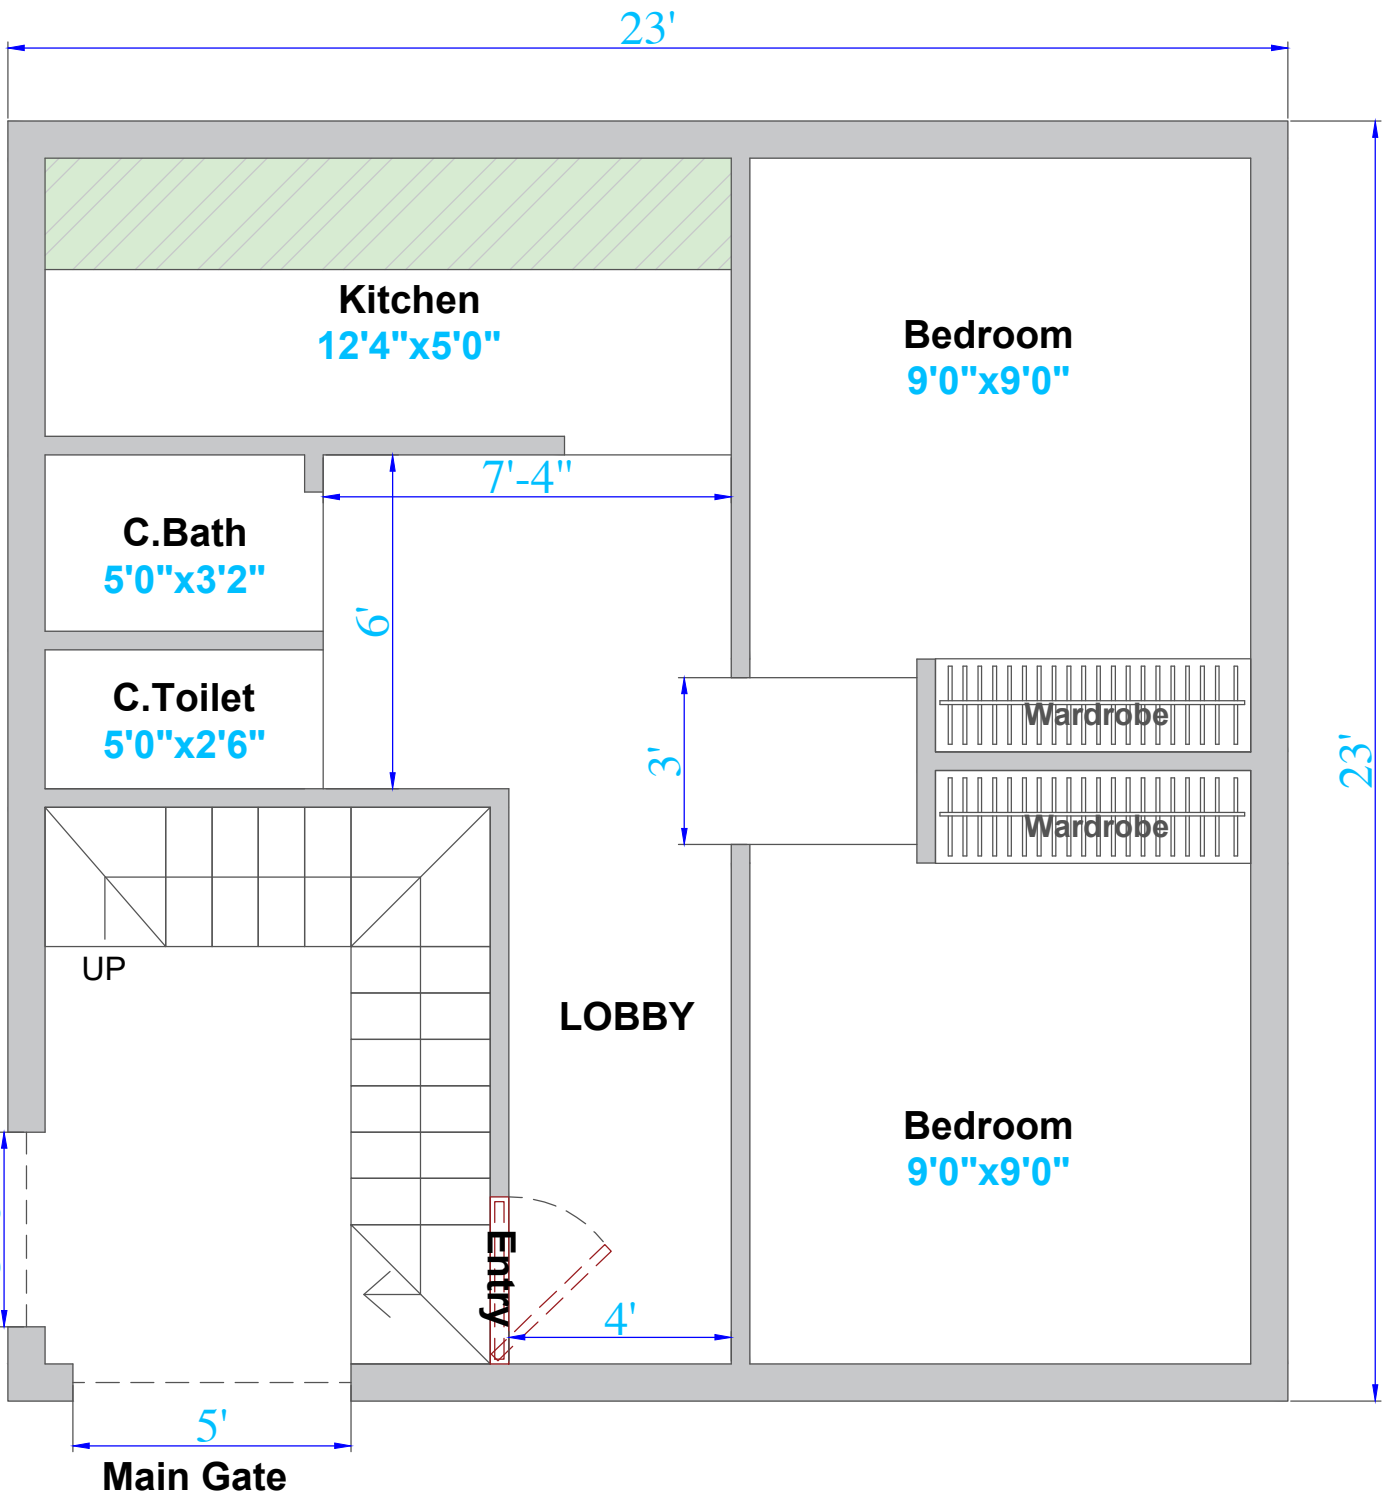 23'
Kitchen
12'4"x5'0"
Bedroom
9'0"x9'0"
7'-4"
C.Bath
5'0"x3'2"
6'
C.Toilet
5'0"x2'6"
Wardrobe
3'
23'
Wardrobe
UP
LOBBY
Bedroom
9'0"x9'0"
Entry
4'
5'
Main Gate